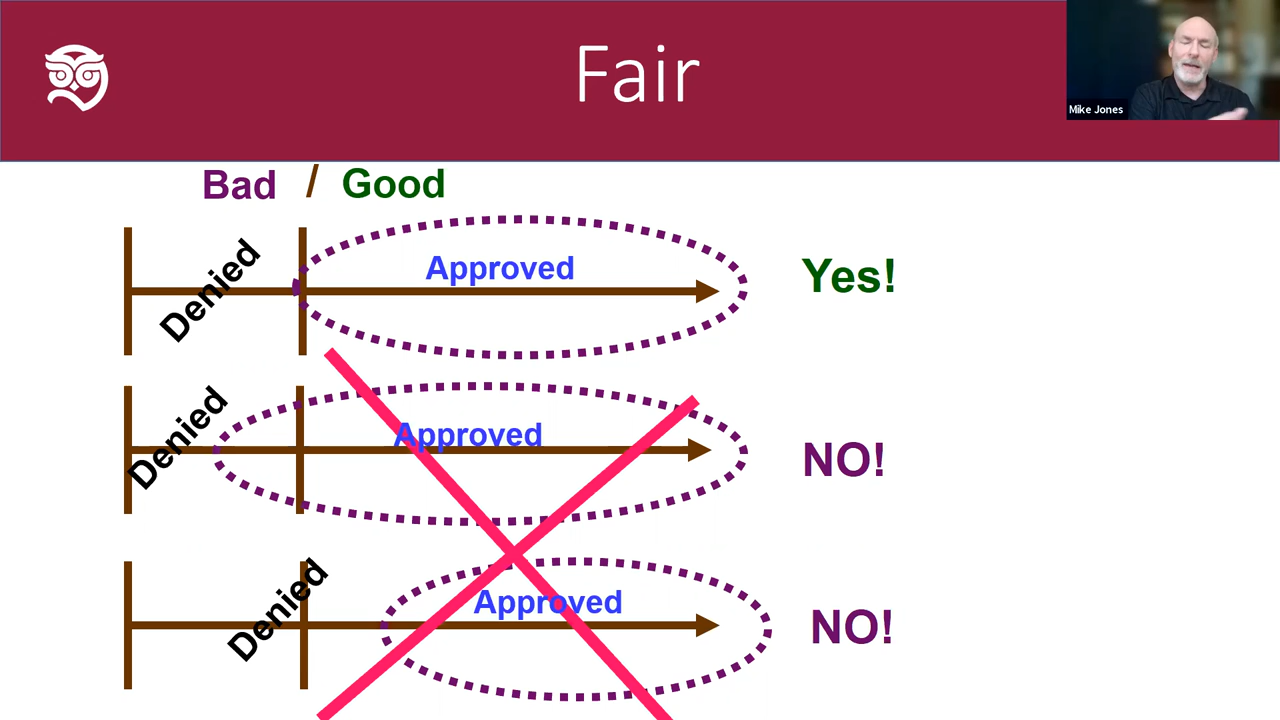 Fair
Mike Jones
Bad / Good
Denied
Approved
Yes!
Denied
Approved
NO!
Denied
Approved
NO!